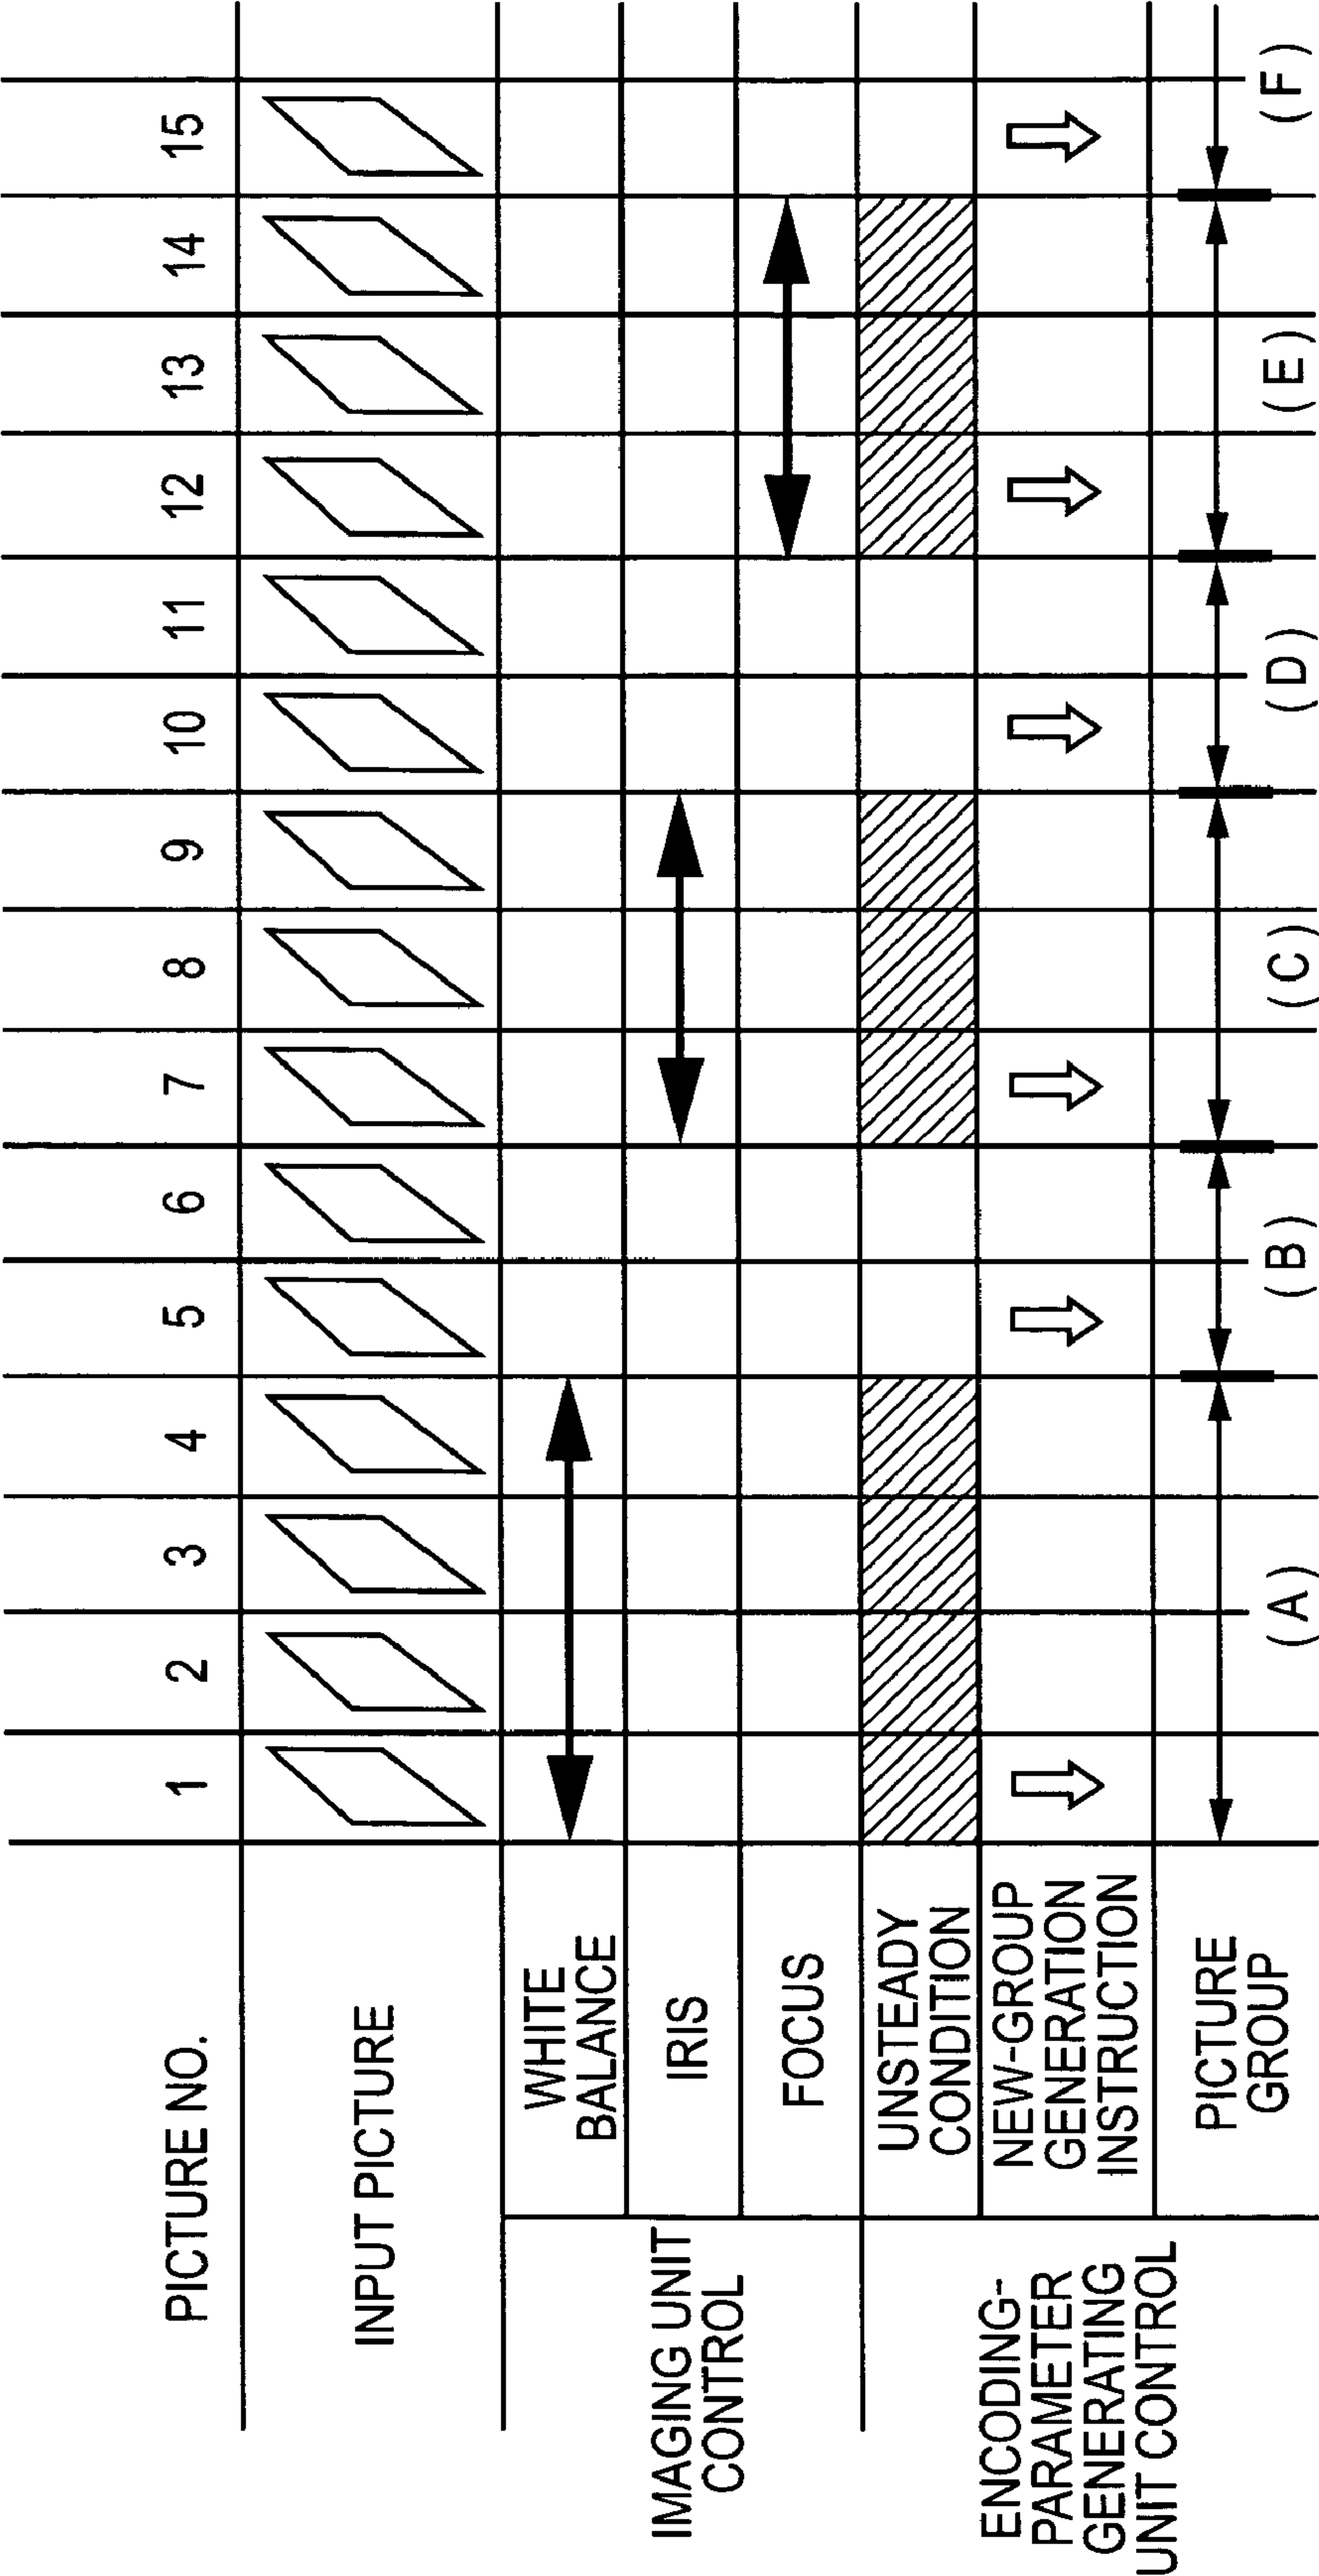 PICTURE NO.
1 2 3 4 5 6 7 8 9 10 11 12 13 14 15
INPUT PICTURE
IMAGING UNIT
CONTROL
WHITE
BALANCE
IRIS
FOCUS
ENCODING-
PARAMETER
GENERATING
UNIT CONTROL
UNSTEADY
CONDITION
NEW-GROUP
GENERATION
INSTRUCTION
PICTURE
GROUP
(A) (B) (C) (D) (E) (F)